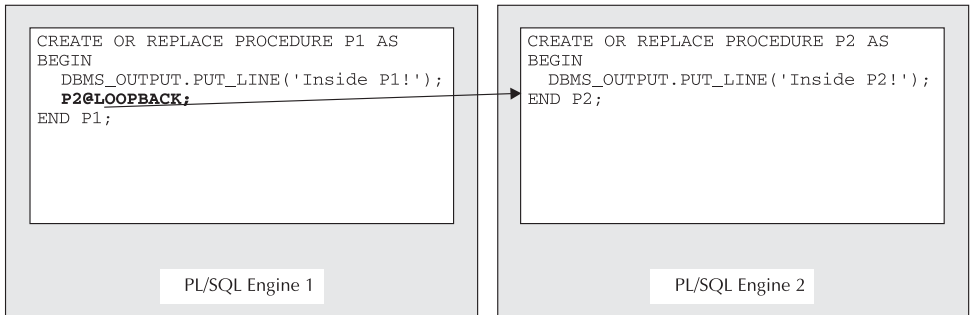 CREATE OR REPLACE PROCEDURE P1 AS
BEGIN
DBMS_OUTPUT.PUT_LINE('Inside P1!');
P2@LOOPBACK;
END P1;
PL/SQL Engine 1
CREATE OR REPLACE PROCEDURE P2 AS
BEGIN
DBMS_OUTPUT.PUT_LINE('Inside P2!');
END P2;
PL/SQL Engine 2